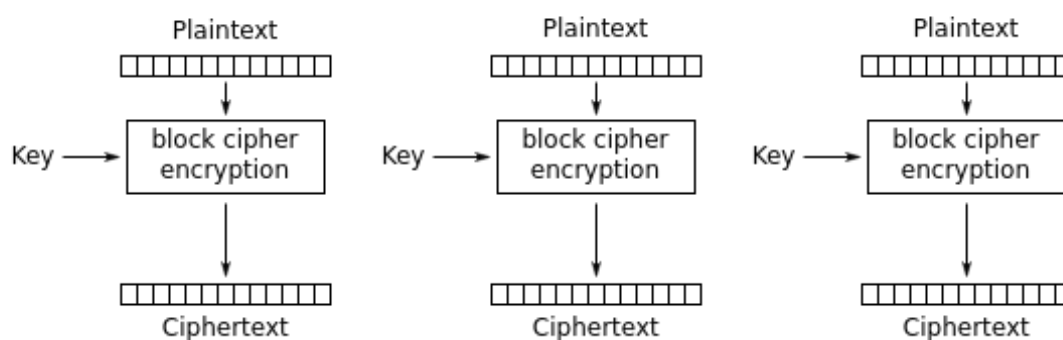 Plaintext Plaintext Plaintext
Key block cipher encryption Key block cipher encryption Key block cipher encryption
Ciphertext Ciphertext Ciphertext